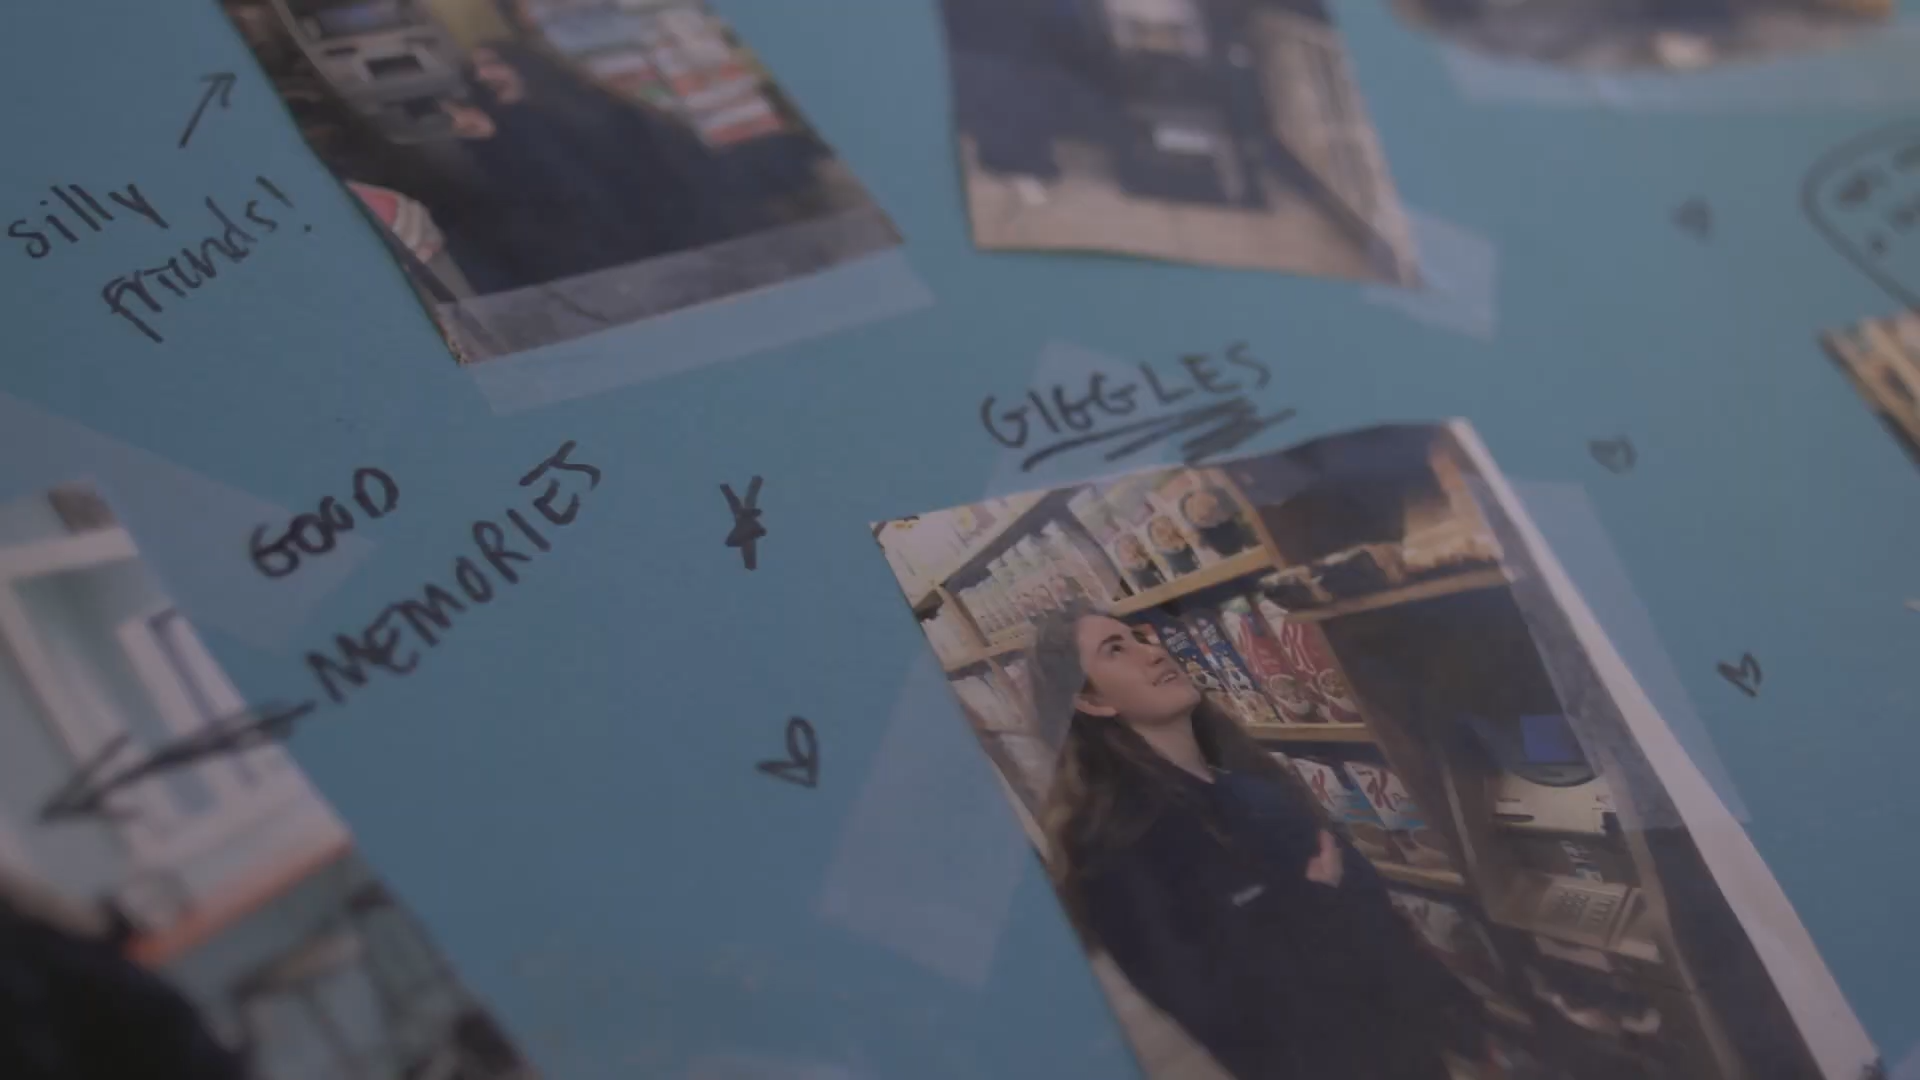 silly
friends!
GIGGLES
GOOD
MEMORIES
K
K
K
K